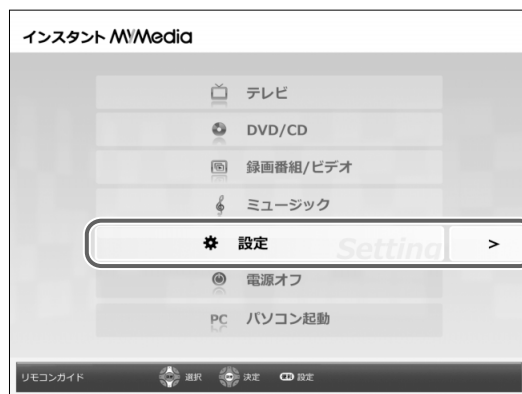 インスタント MyMedia
テレビ
DVD/CD
録画番組/ビデオ
ミュージック
設定 Setting >
電源オフ
PC パソコン起動
リモコンガイド 選択 決定 設定